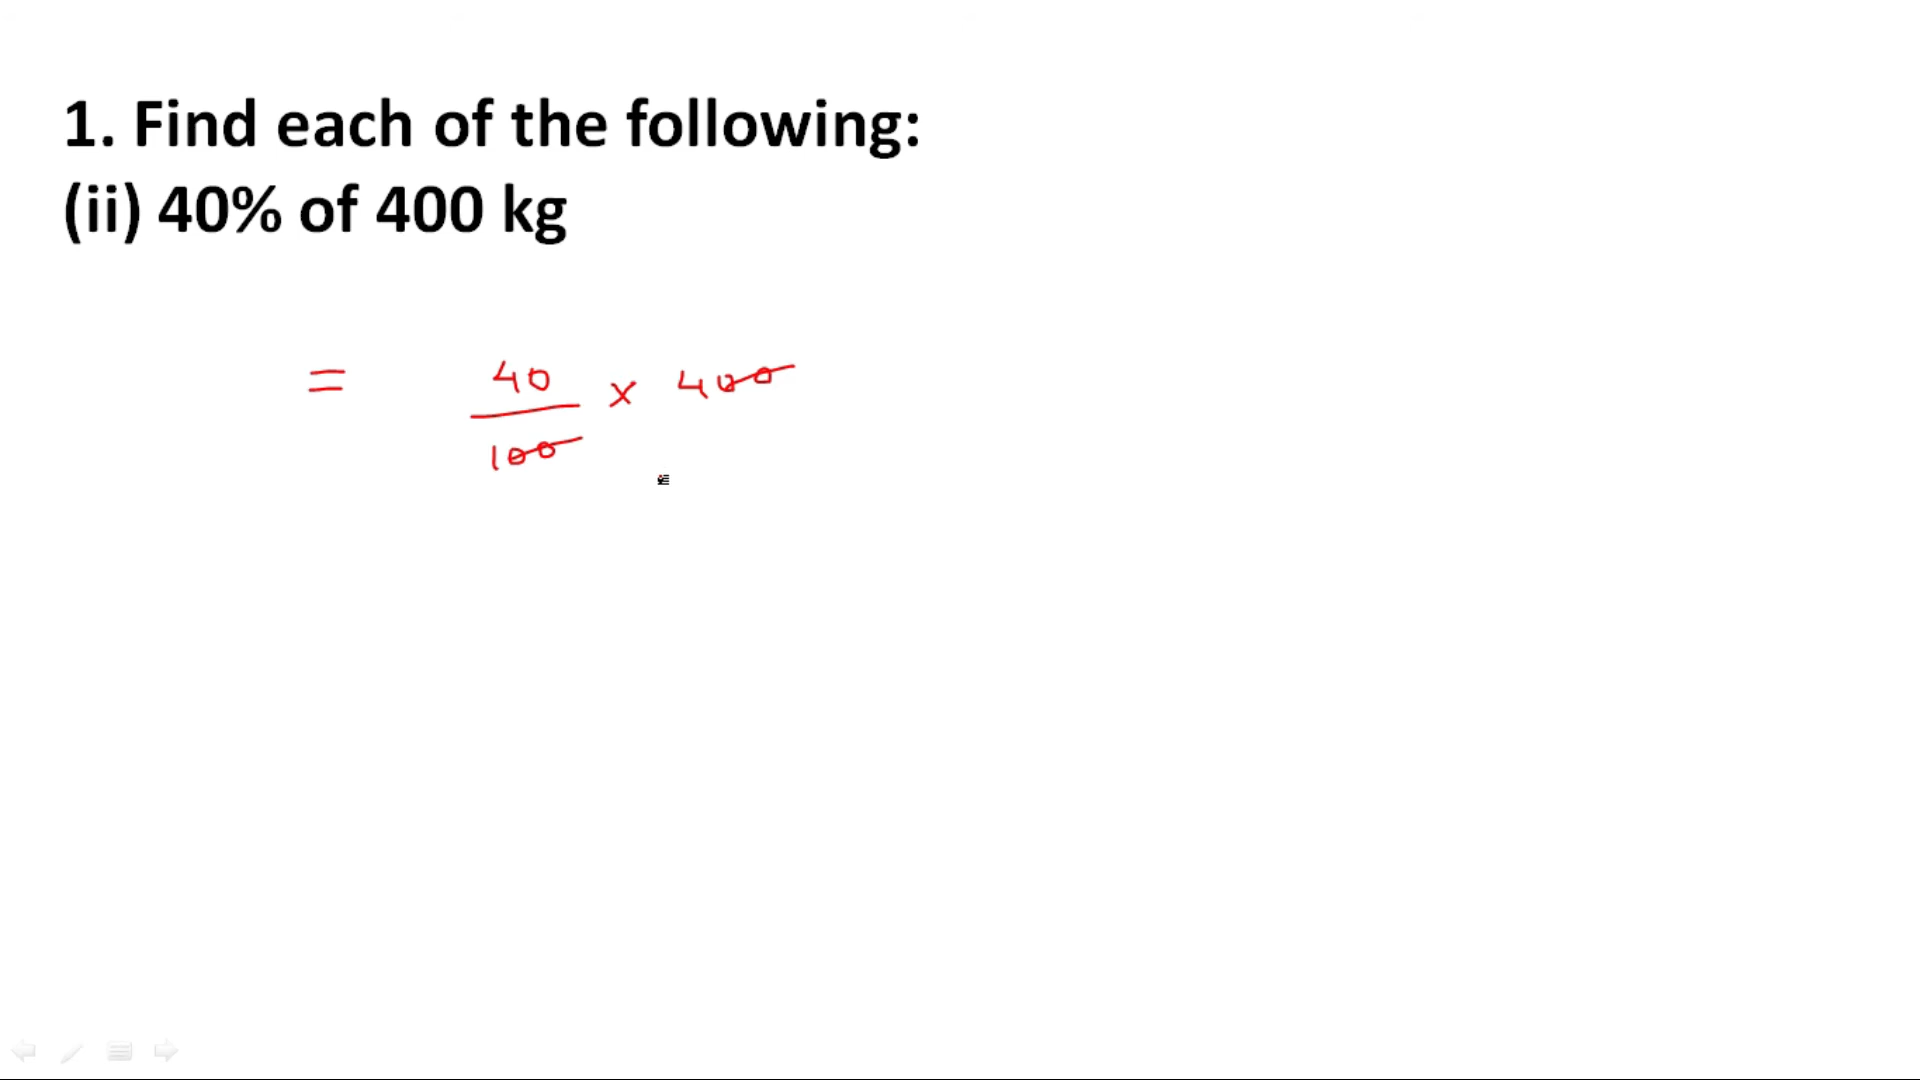 1. Find each of the following:
(ii) 40% of 400 kg
= 40/100 × 400